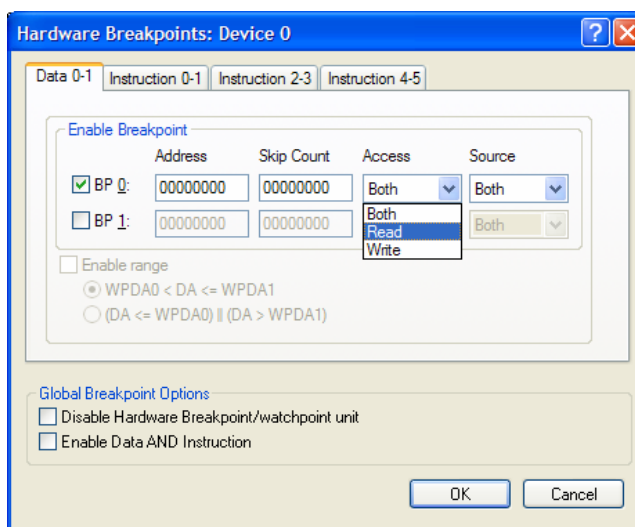 Hardware Breakpoints: Device 0
Data 0-1 Instruction 0-1 Instruction 2-3 Instruction 4-5
Enable Breakpoint
Address Skip Count Access Source
BP 0: 00000000 00000000 Both Both
BP 1: 00000000 00000000 Both
Both
Read
Write
Enable range
WPDA0 < DA <= WPDA1
(DA <= WPDA0) || (DA > WPDA1)
Global Breakpoint Options
Disable Hardware Breakpoint/watchpoint unit
Enable Data AND Instruction
OK Cancel